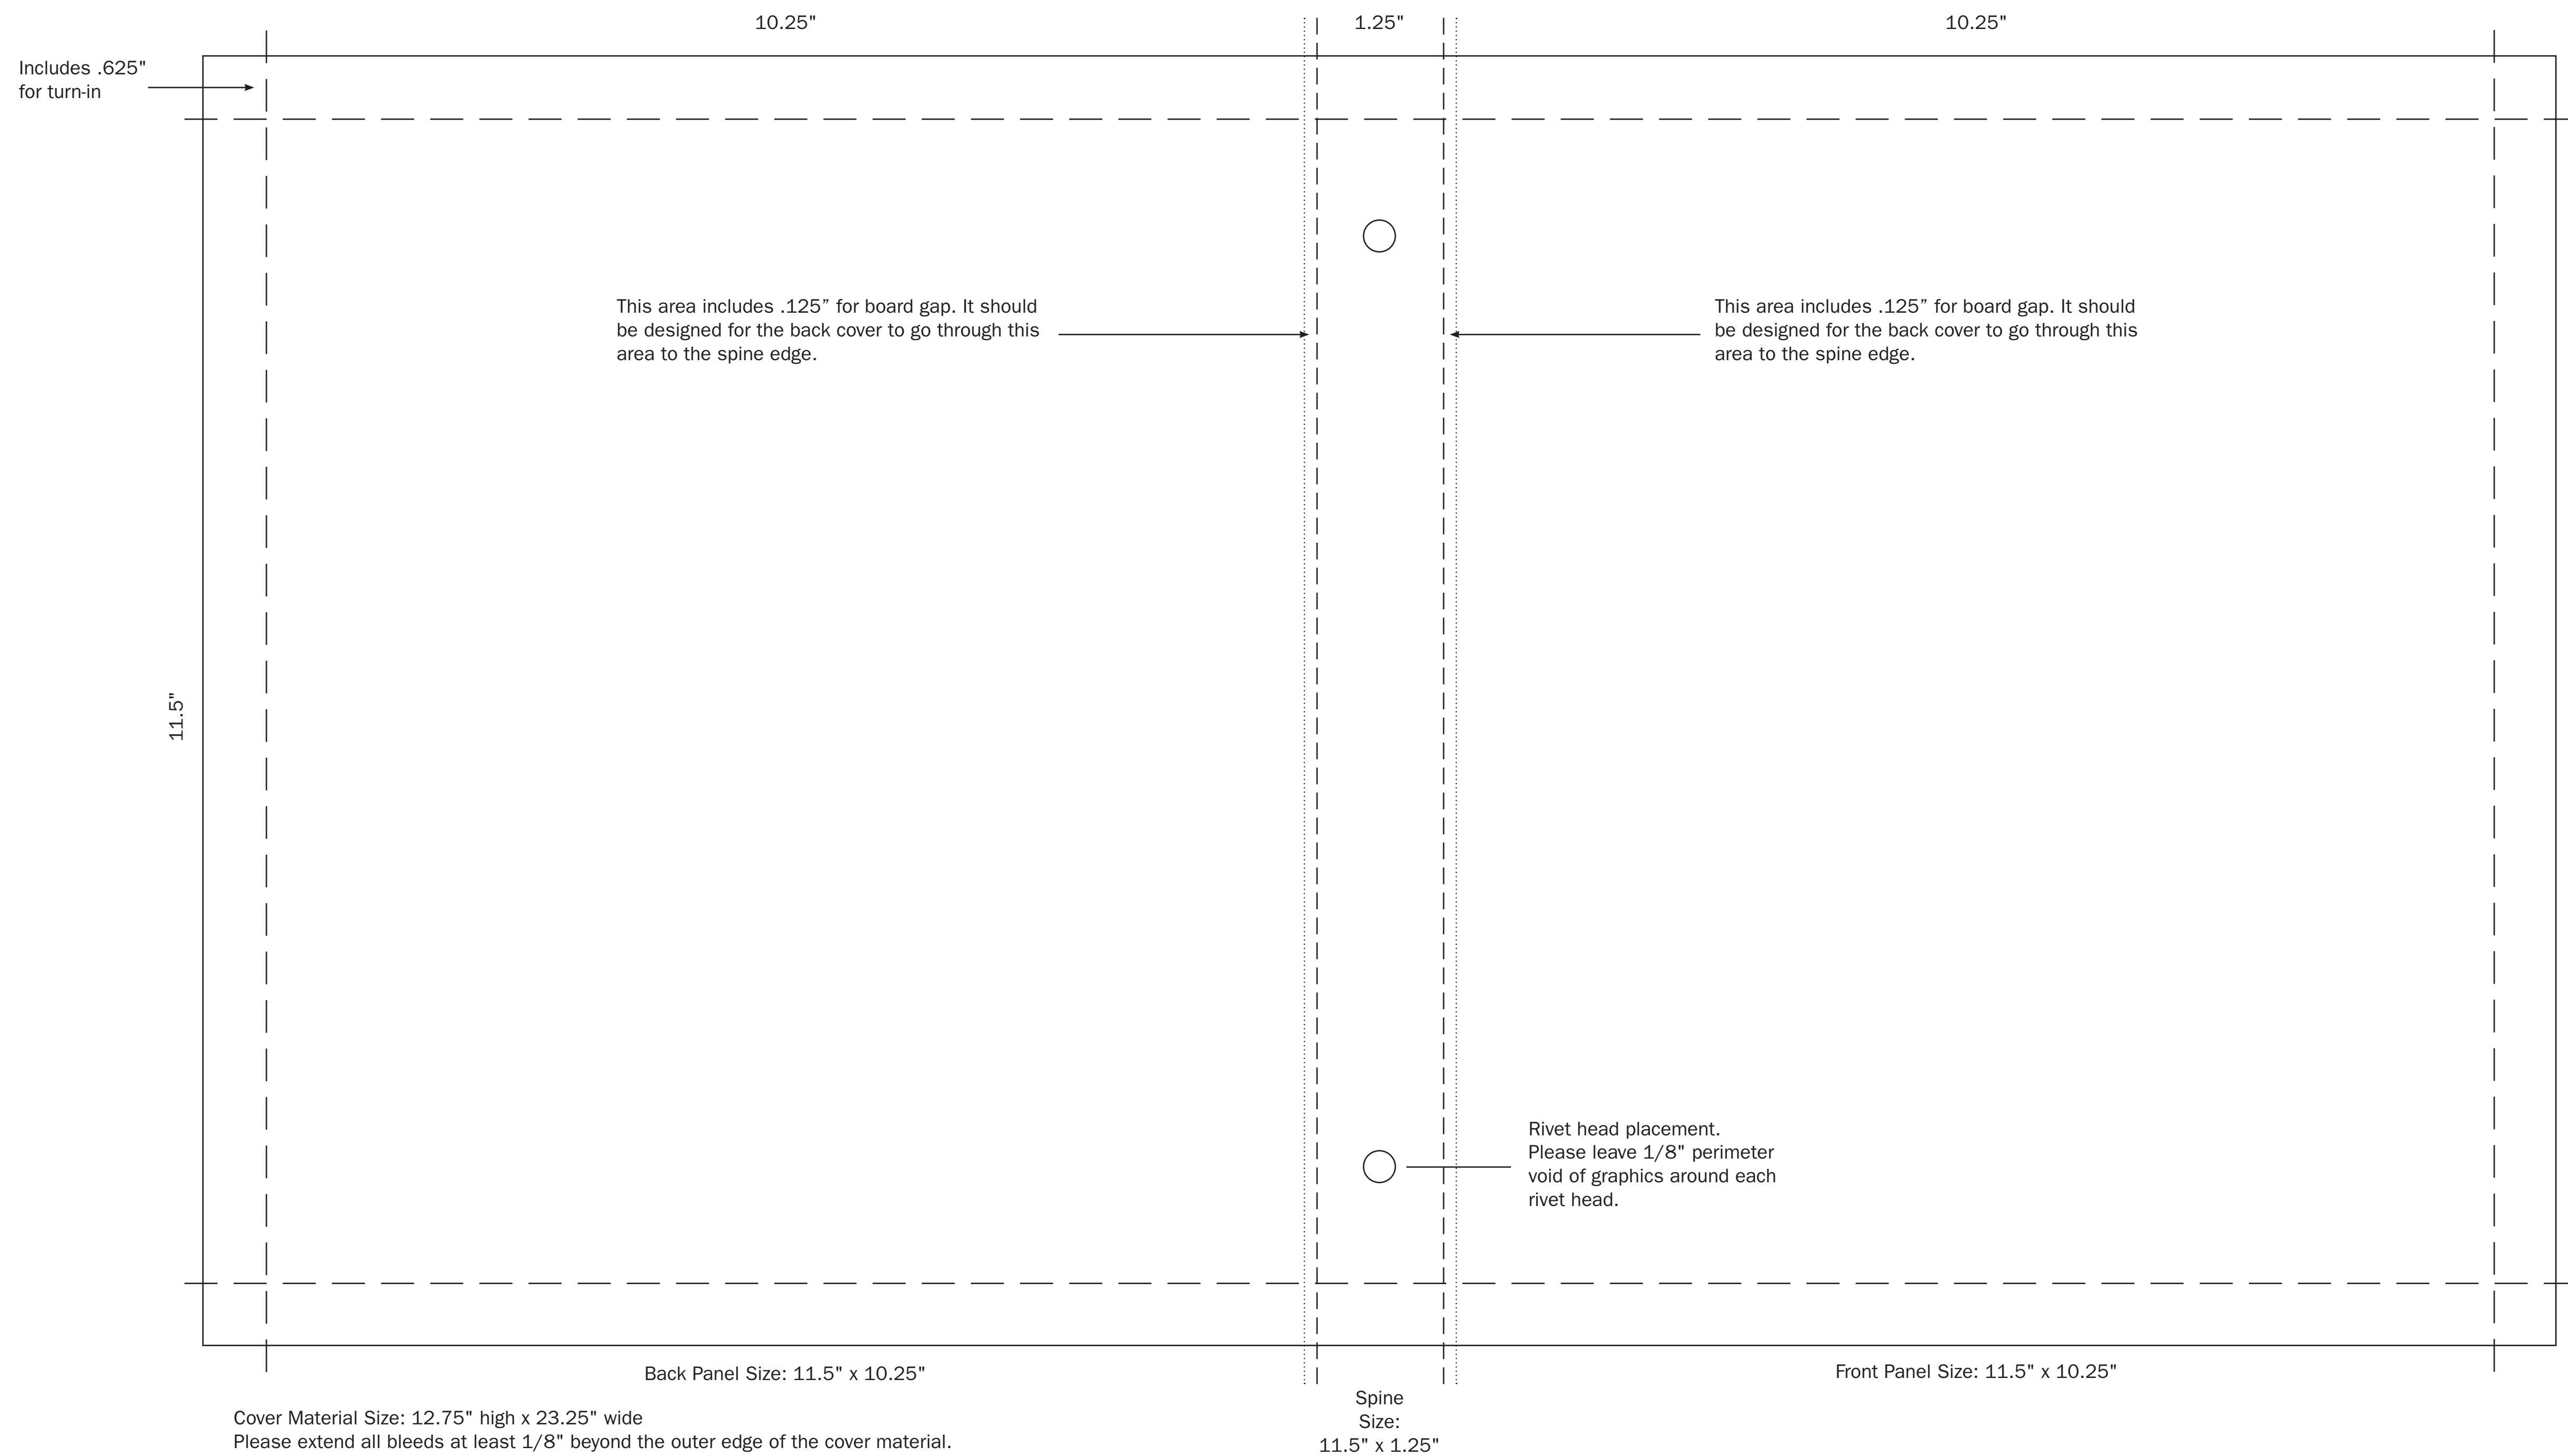 10.25"
1.25"
10.25"
Includes .625"
for turn-in
This area includes .125” for board gap. It should
be designed for the back cover to go through this
area to the spine edge.
This area includes .125” for board gap. It should
be designed for the back cover to go through this
area to the spine edge.
11.5"
Rivet head placement.
Please leave 1/8" perimeter
void of graphics around each
rivet head.
Back Panel Size: 11.5" x 10.25"
Front Panel Size: 11.5" x 10.25"
Spine
Size:
11.5" x 1.25"
Cover Material Size: 12.75" high x 23.25" wide
Please extend all bleeds at least 1/8" beyond the outer edge of the cover material.